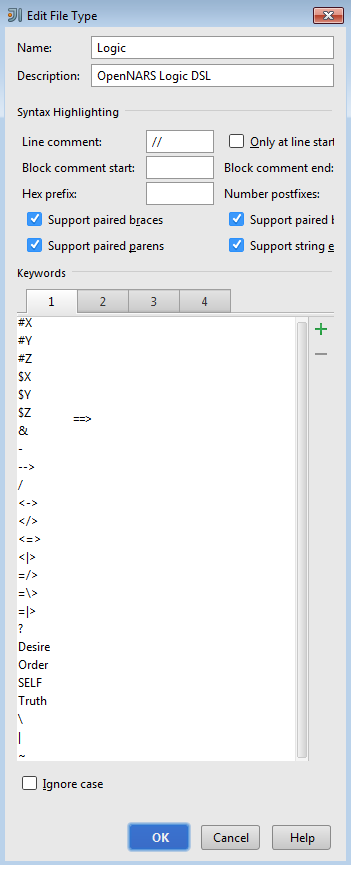 Edit File Type
Name: Logic
Description: OpenNARS Logic DSL
Syntax Highlighting
Line comment: // Only at line start
Block comment start: Block comment end:
Hex prefix: Number postfixes:
Support paired braces Support paired b
Support paired parens Support string e
Keywords
1 2 3 4
#X
#Y
#Z
$X
$Y
$Z
==>
&
-
-->
/
<->
</>
<=>
<|>
=/>
=\>
=|>
?
Desire
Order
SELF
Truth
\
|
~
Ignore case
OK Cancel Help